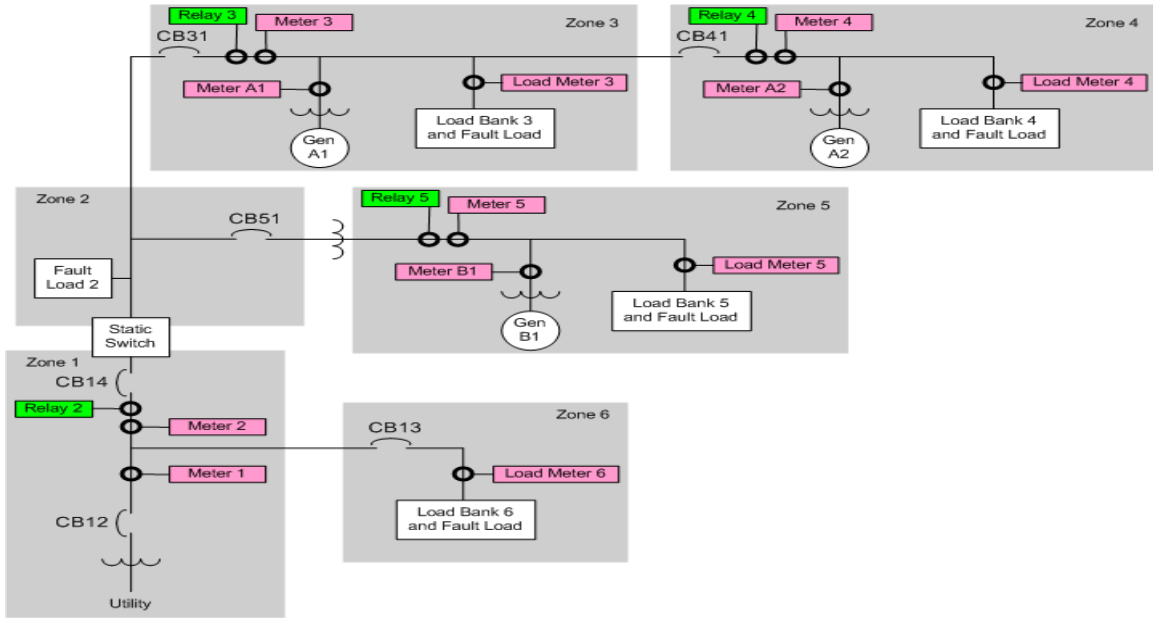 Relay 3
Meter 3
Zone 3
CB31
Meter A1
Load Meter 3
Load Bank 3
and Fault Load
Gen
A1
Relay 4
Meter 4
Zone 4
CB41
Meter A2
Load Meter 4
Load Bank 4
and Fault Load
Gen
A2
Zone 2
CB51
Fault
Load 2
Static
Switch
Relay 5
Meter 5
Zone 5
Meter B1
Load Meter 5
Load Bank 5
and Fault Load
Gen
B1
Zone 1
CB14
Relay 2
Meter 2
Meter 1
CB12
Utility
Zone 6
CB13
Load Meter 6
Load Bank 6
and Fault Load